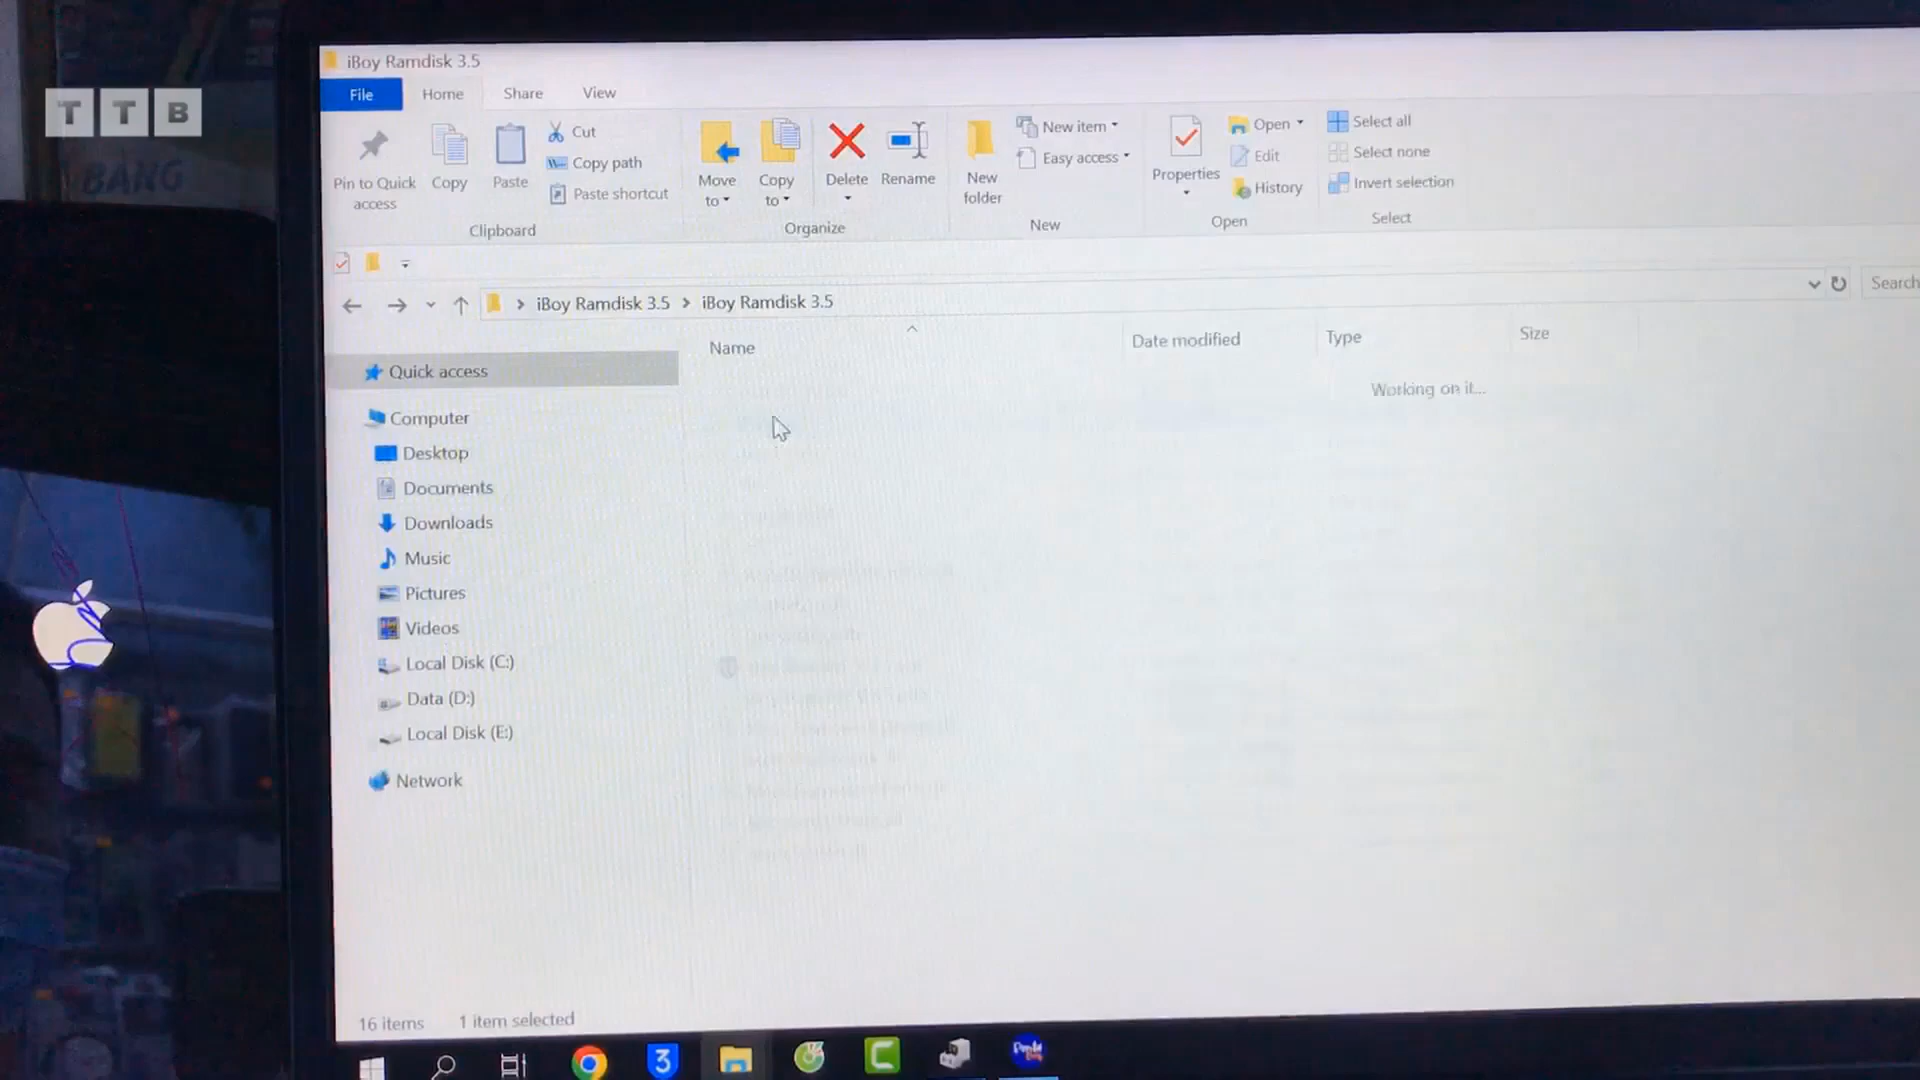 iBoy Ramdisk 3.5
File Home Share View
TTB
BANG
Pin to Quick access
Copy
Paste
Cut
Copy path
Paste shortcut
Clipboard
Move to
Copy to
Delete
Rename
Organize
New folder
New item
Easy access
New
Properties
Open
Edit
History
Open
Select all
Select none
Invert selection
Select
iBoy Ramdisk 3.5 > iBoy Ramdisk 3.5
Search
Name Date modified Type Size
Working on it...
Quick access
Computer
Desktop
Documents
Downloads
Music
Pictures
Videos
Local Disk (C:)
Data (D:)
Local Disk (E:)
Network
16 items 1 item selected
3